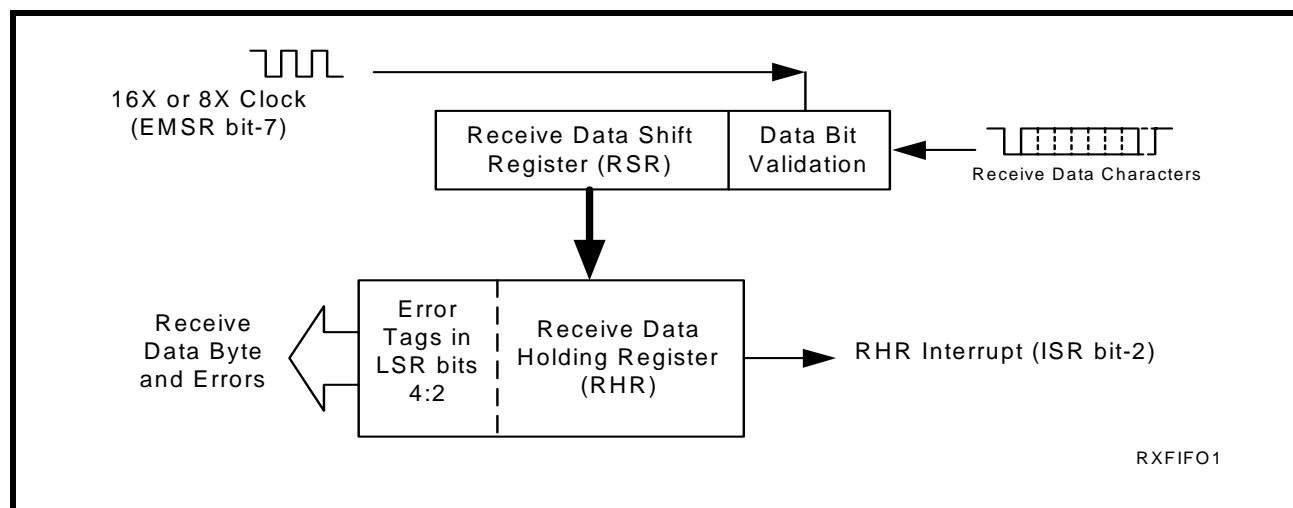 16X or 8X Clock
(EMSR bit-7)
Receive Data Shift
Register (RSR)
Data Bit
Validation
Receive Data Characters
Receive
Data Byte
and Errors
Error
Tags in
LSR bits
4:2
Receive Data
Holding Register
(RHR)
RHR Interrupt (ISR bit-2)
RXFIFO1